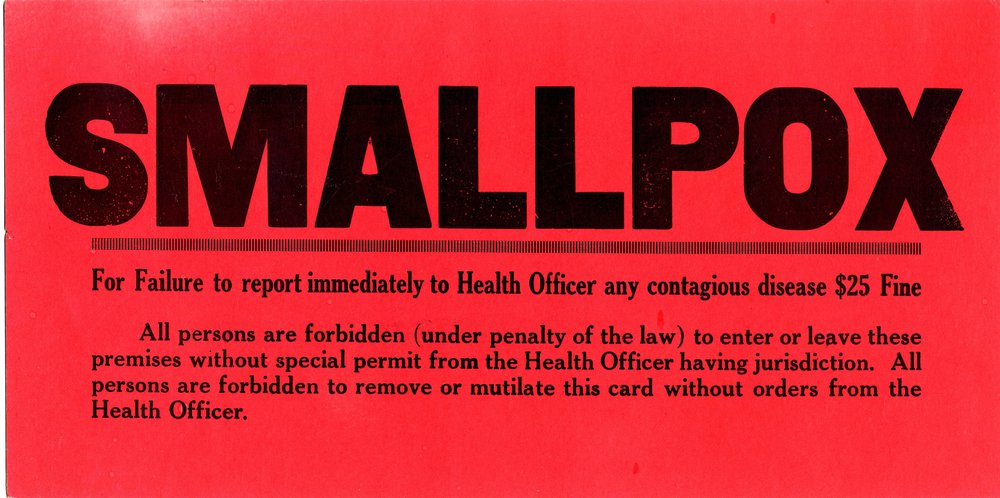 SMALLPOX
For Failure to report immediately to Health Officer any contagious disease $25 Fine
All persons are forbidden (under penalty of the law) to enter or leave these
premises without special permit from the Health Officer having jurisdiction. All
persons are forbidden to remove or mutilate this card without orders from the
Health Officer.